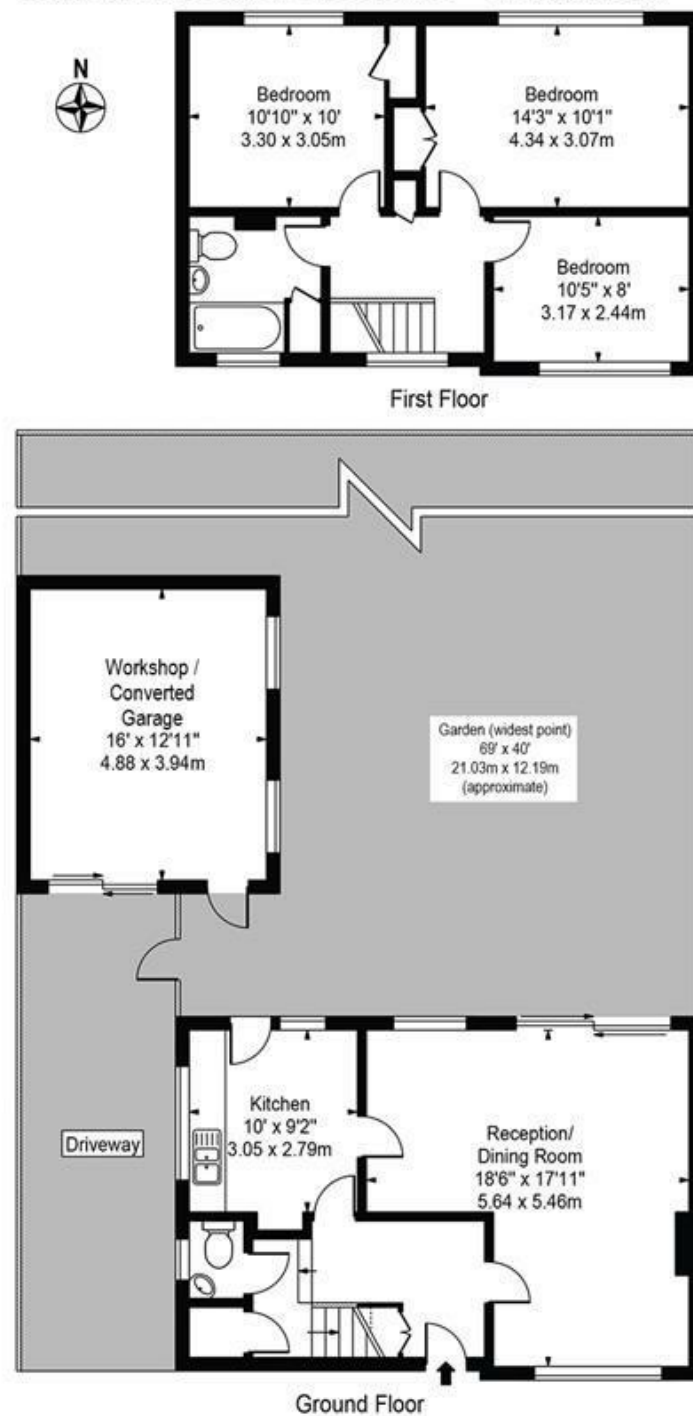 N
Bedroom
10'10" x 10'
3.30 x 3.05m
Bedroom
14'3" x 10'1"
4.34 x 3.07m
Bedroom
10'5" x 8'
3.17 x 2.44m
First Floor
Workshop /
Converted
Garage
16' x 12'11"
4.88 x 3.94m
Garden (widest point)
69' x 40'
21.03m x 12.19m
(approximate)
Driveway
Kitchen
10' x 9'2"
3.05 x 2.79m
Reception/
Dining Room
18'6" x 17'11"
5.64 x 5.46m
Ground Floor